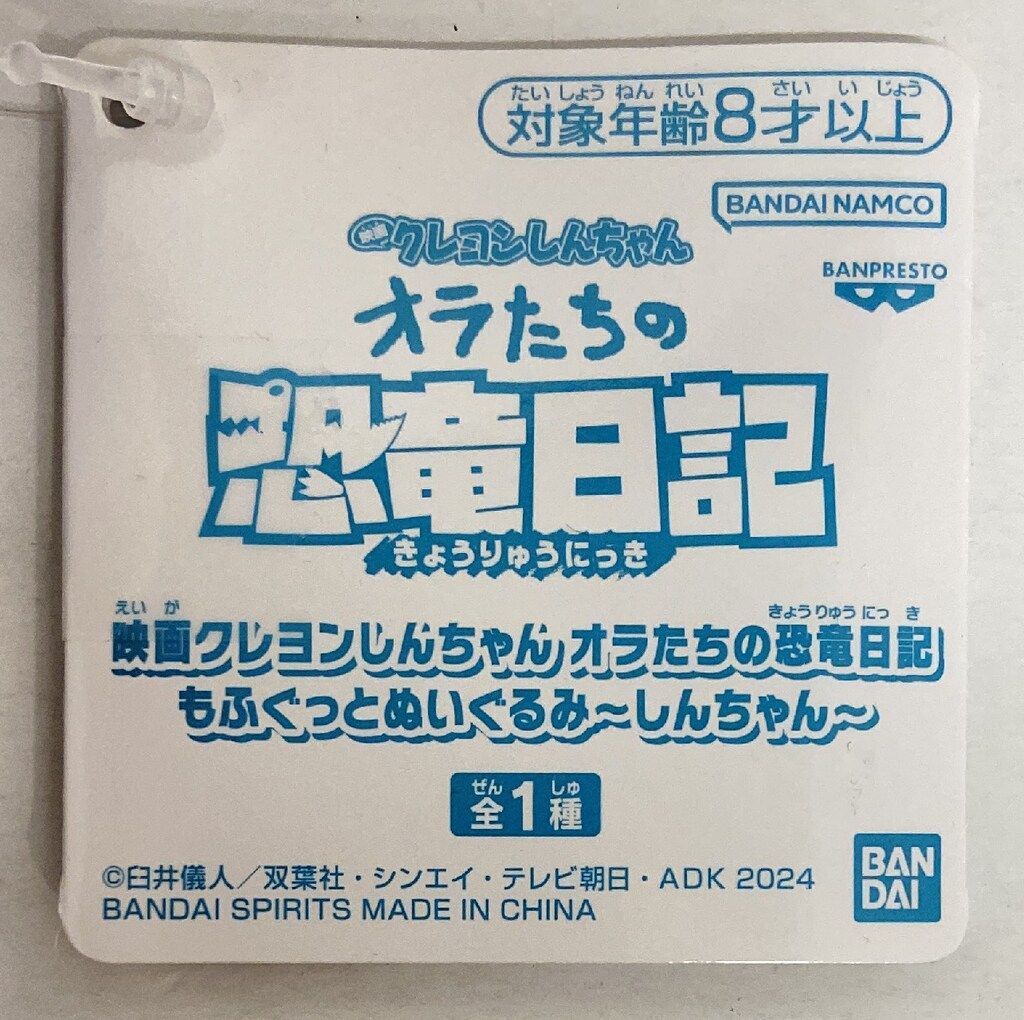 対象年齢8才以上
たいしょうねんれい さいいじょう
BANDAI NAMCO
BANPRESTO
映画クレヨンしんちゃん
オラたちの
恐竜日記
きょうりゅうにっき
えいが きょうりゅうにっき
映画クレヨンしんちゃん オラたちの恐竜日記
もふぐっとぬいぐるみ～しんちゃん～
ぜん しゅ
全1種
©臼井儀人／双葉社・シンエイ・テレビ朝日・ADK 2024
BANDAI SPIRITS MADE IN CHINA
BAN
DAI